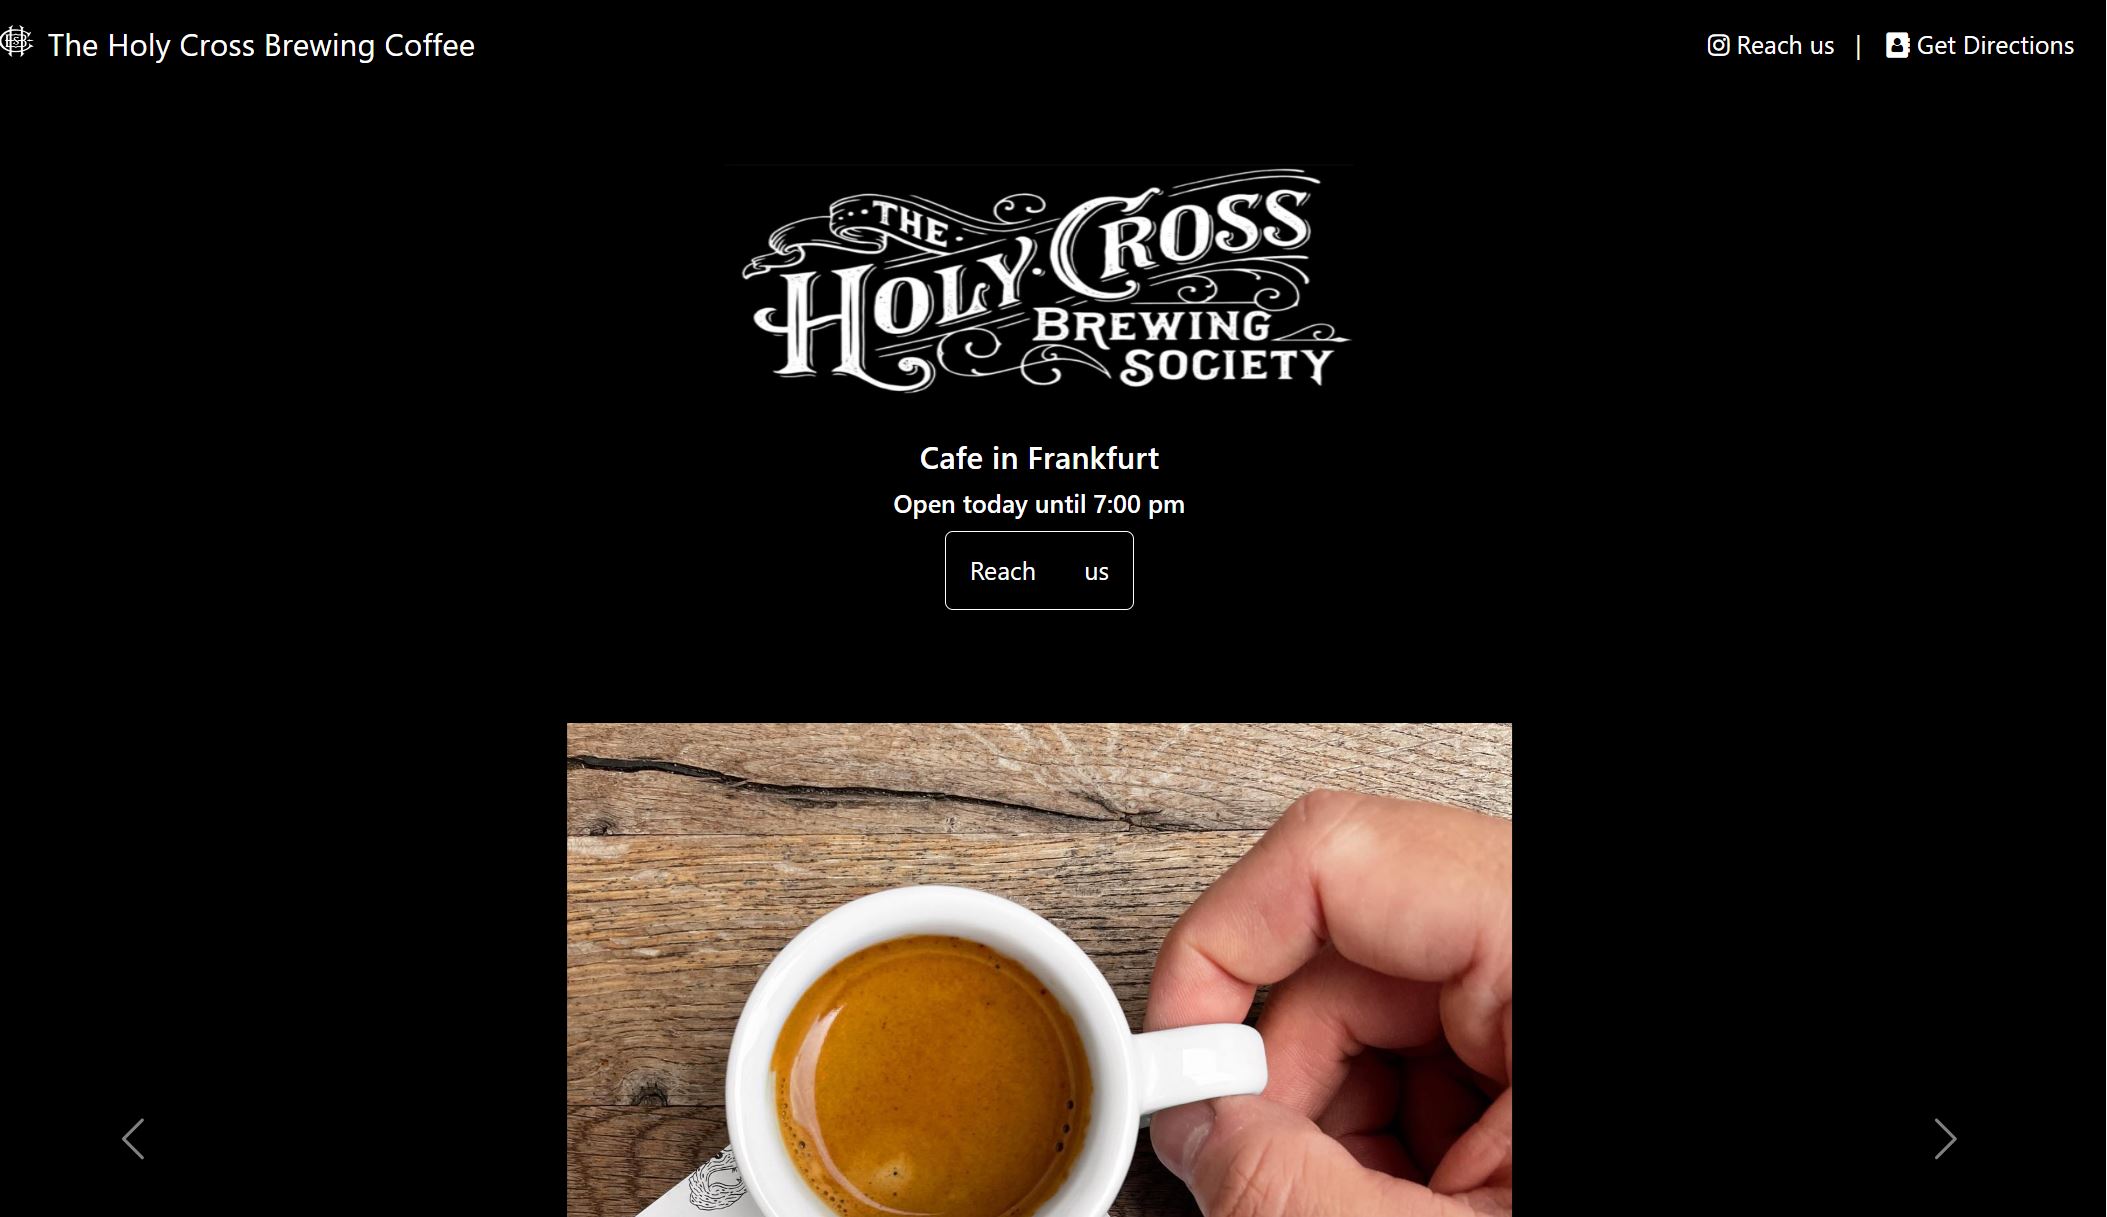 The Holy Cross Brewing Coffee
Reach us | Get Directions
THE
HOLY·CROSS
BREWING
SOCIETY
Cafe in Frankfurt
Open today until 7:00 pm
Reach us